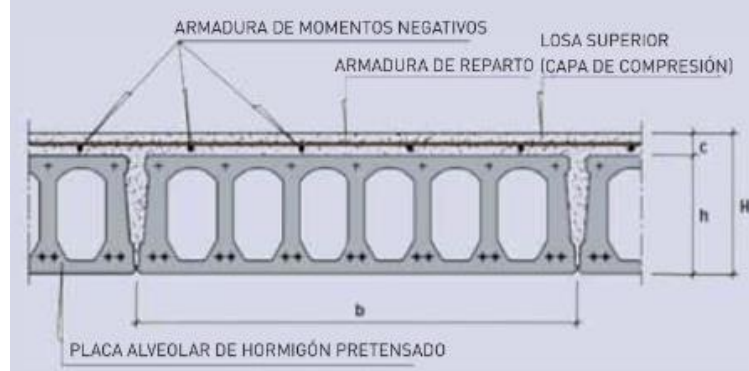 ARMADURA DE MOMENTOS NEGATIVOS
LOSA SUPERIOR
ARMADURA DE REPARTO
(CAPA DE COMPRESIÓN)
c
h
H
b
PLACA ALVEOLAR DE HORMIGÓN PRETENSADO